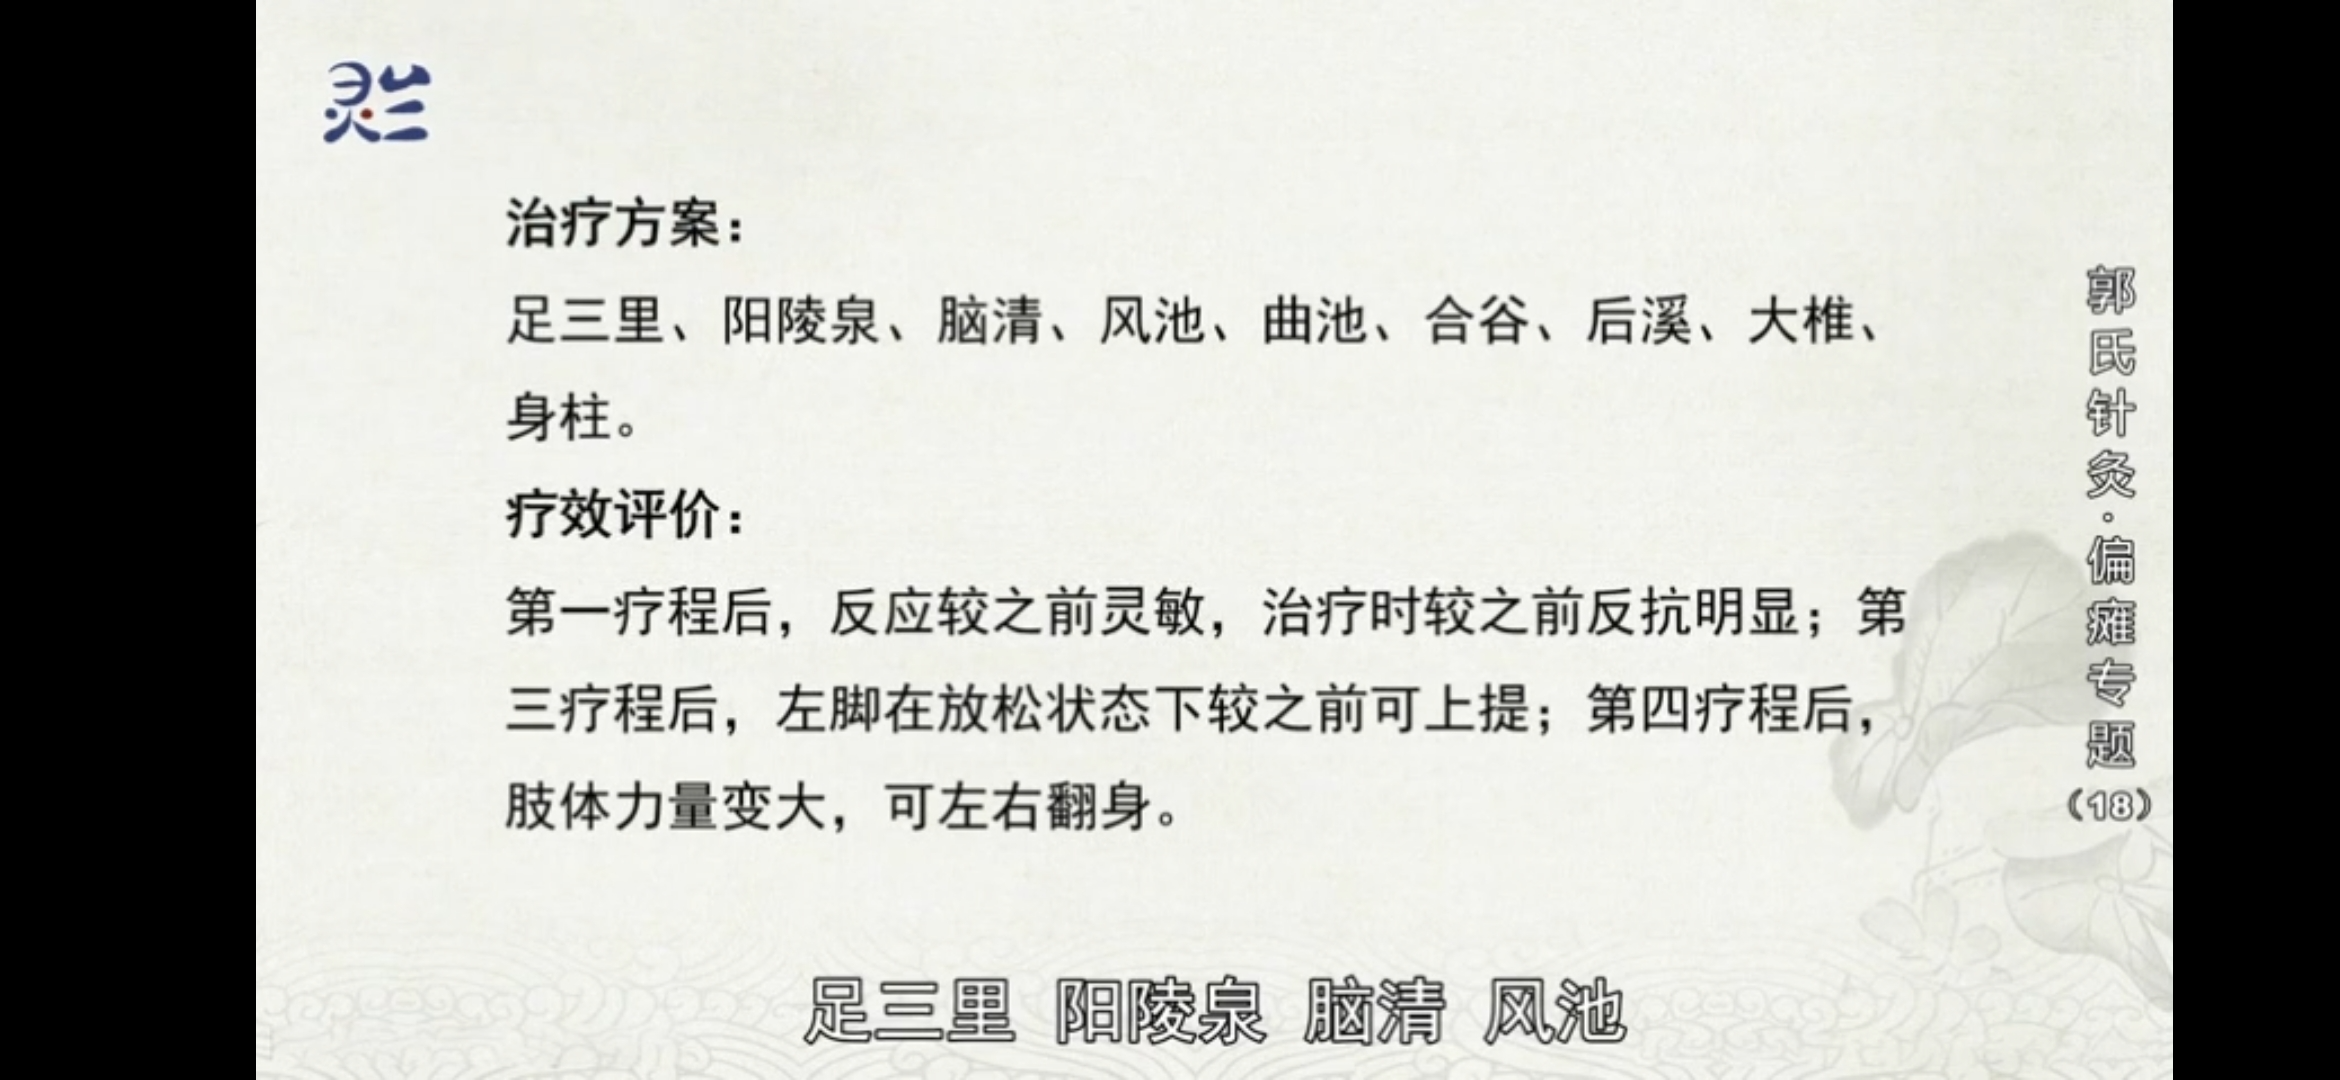 灵兰
治疗方案：
足三里、阳陵泉、脑清、风池、曲池、合谷、后溪、大椎、
身柱。
疗效评价：
第一疗程后，反应较之前灵敏，治疗时较之前反抗明显；第
三疗程后，左脚在放松状态下较之前可上提；第四疗程后，
肢体力量变大，可左右翻身。
郭氏针灸·偏瘫专题（18）
足三里 阳陵泉 脑清 风池